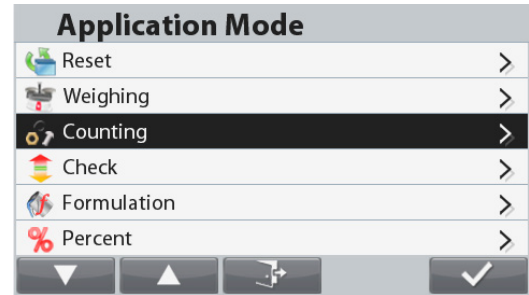 Application Mode
Reset
Weighing
Counting
Check
Formulation
Percent